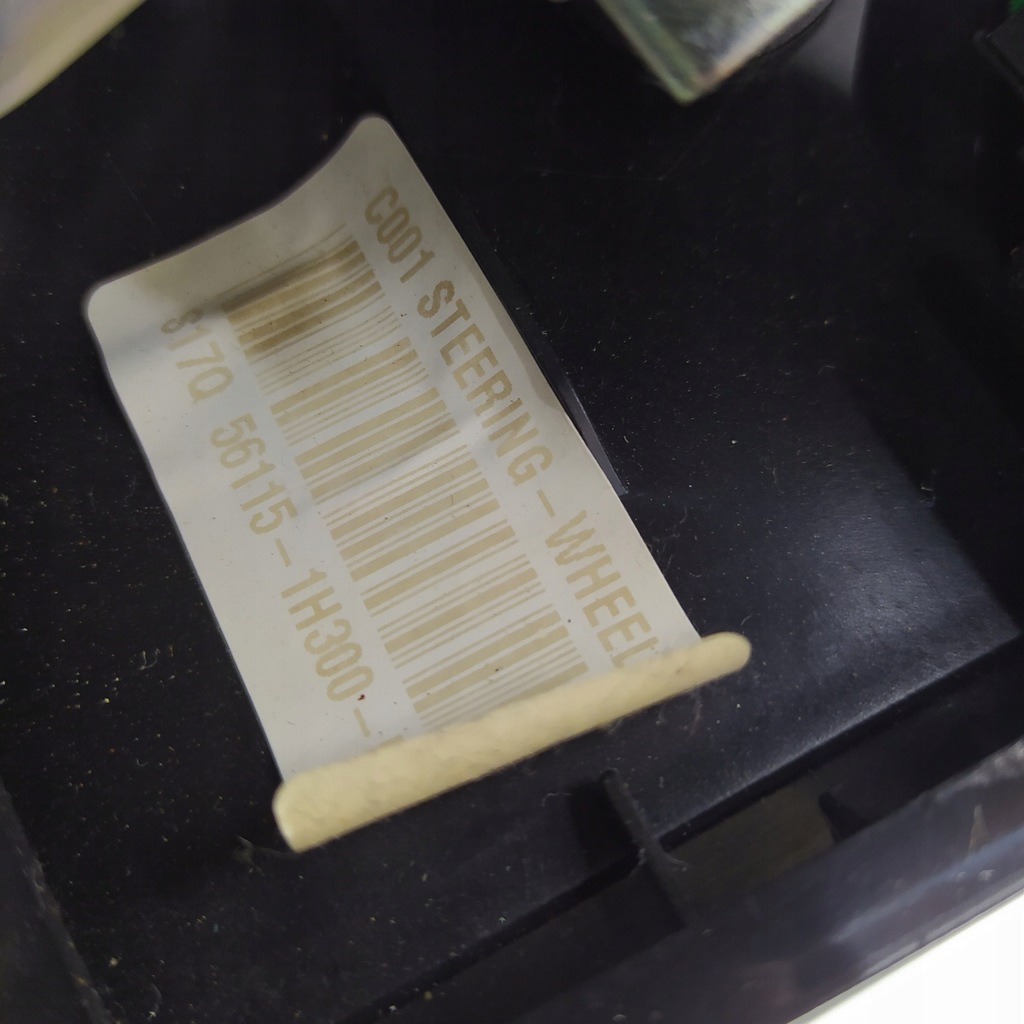 C001 STEERING-WHEEL
S17Q 56115-1H300-